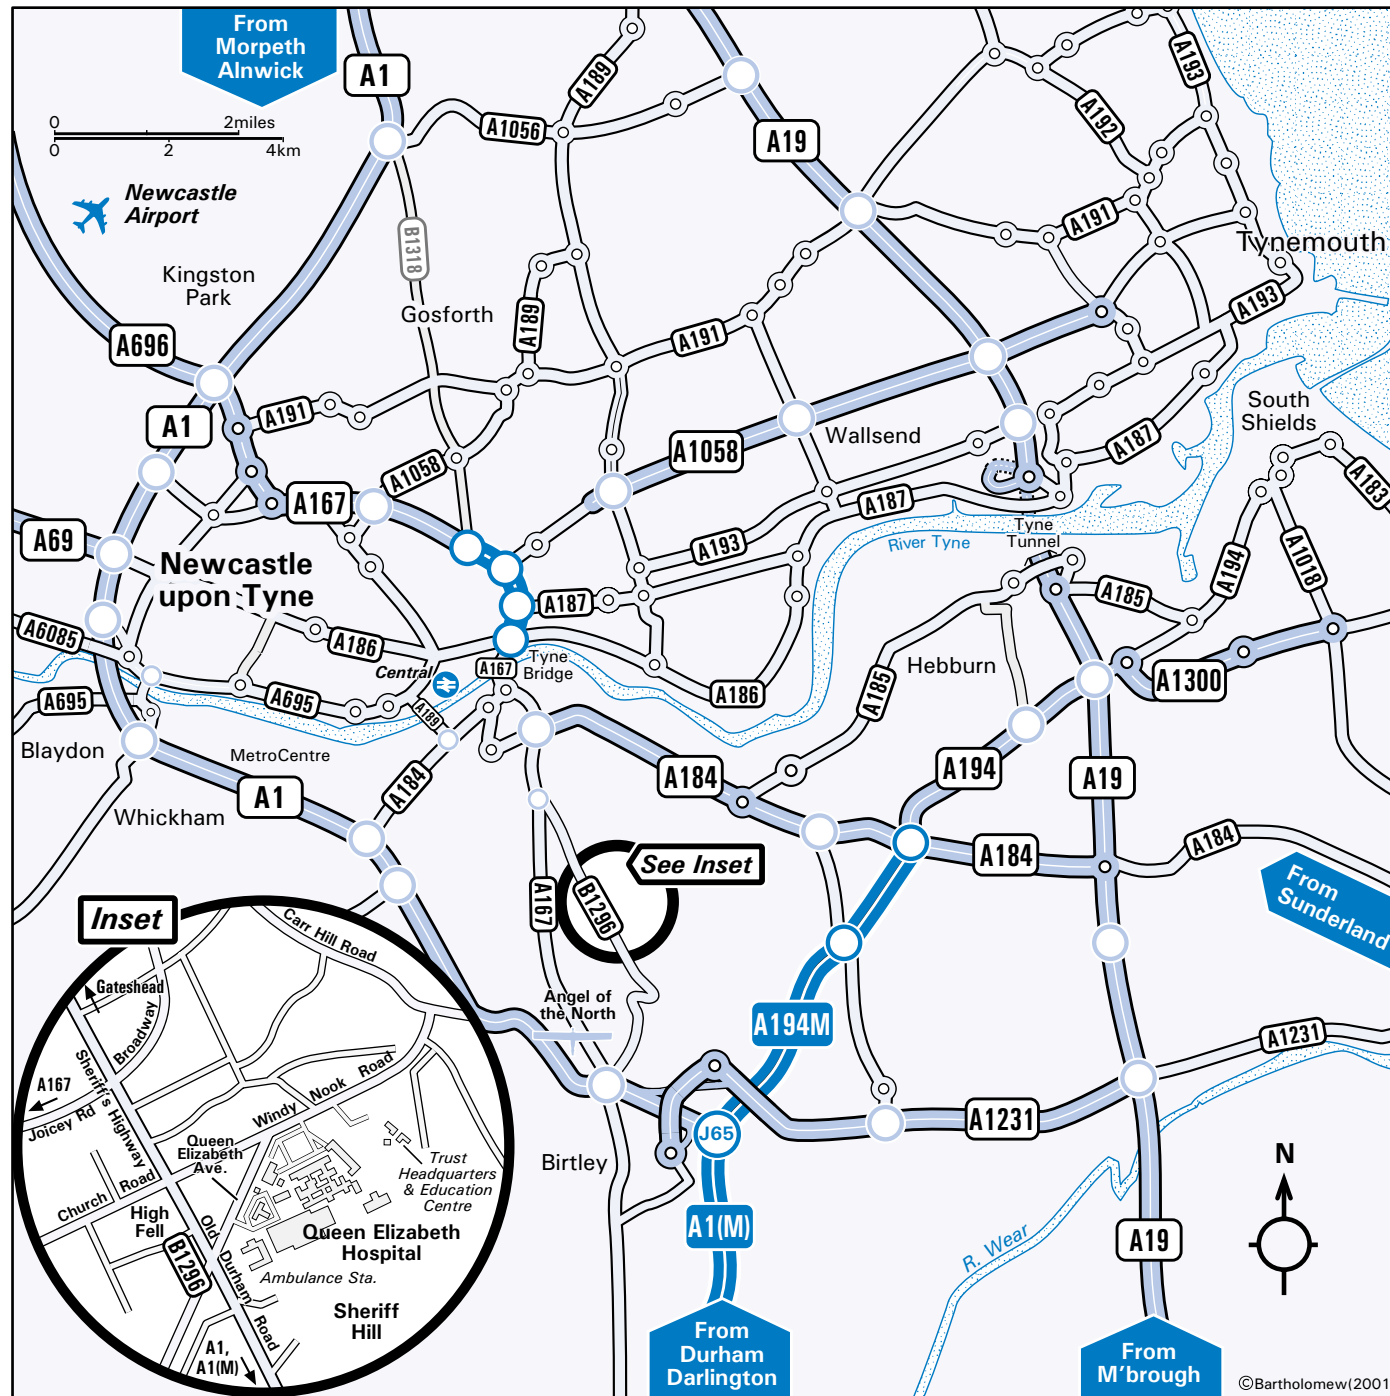 From
Morpeth
Alnwick
A1
A189
A193
A1056
A192
A19
0 2miles
0 2 4km
Newcastle
Airport
B1318
A191
Tynemouth
Kingston
Park
Gosforth
A189
A193
A696
A191
A1
A191
South
Shields
Wallsend
A187
A1058
A1058
A183
A167
A187
A69
Tyne
Tunnel
River Tyne
A193
A194
A1018
Newcastle
upon Tyne
A187
A185
A6085
A186
Tyne
Bridge
A167
Central
Hebburn
A1300
A695
A695
A189
A186
A185
Blaydon
MetroCentre
A184
A184
A194
A19
A1
Whickham
A184
A184
See Inset
From
Sunderland
A167
B1296
Inset
Carr Hill Road
Gateshead
Broadway
Angel of
the North
A194M
A1231
Sheriff's Highway Road
A167
Joicey Rd
Windy Nook Road
A1231
J65
Queen
Elizabeth
Ave.
Trust
Headquarters
& Education
Centre
Birtley
N
Church Road
High
Fell
Old Durham Road
Queen Elizabeth
Hospital
A1(M)
B1296
R. Wear
A19
Ambulance Sta.
Sheriff
Hill
A1,
A1(M)
From
Durham
Darlington
From
M'brough
©Bartholomew(2001